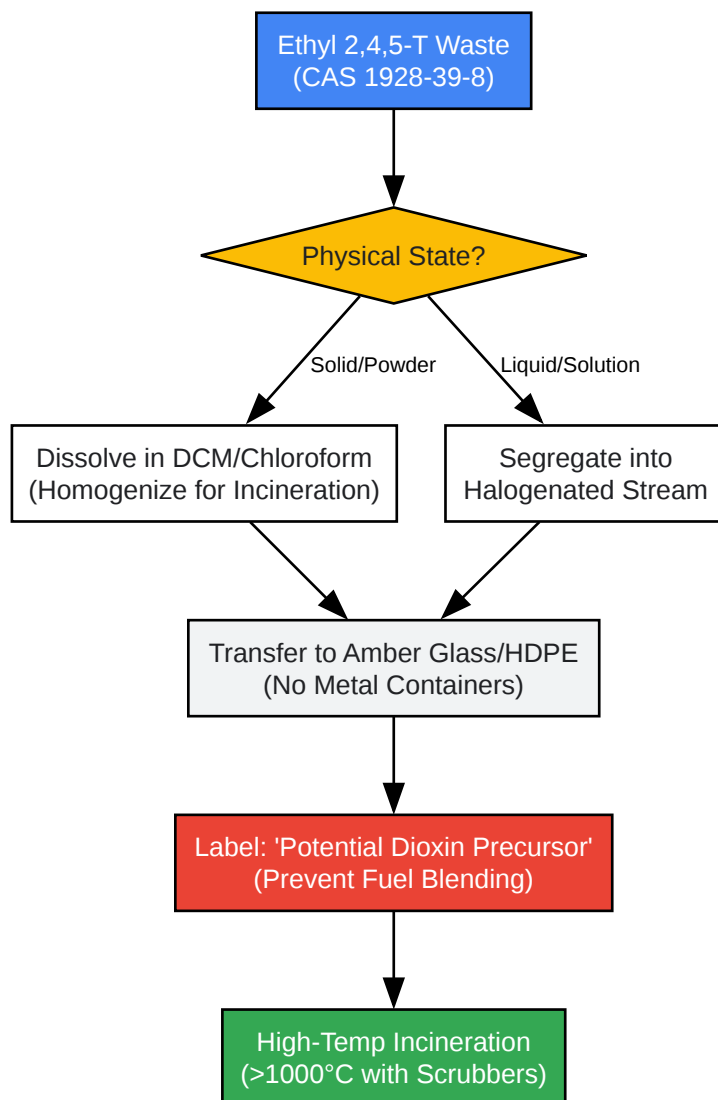 Ethyl 2,4,5-T Waste
(CAS 1928-39-8)
Physical State?
Solid/Powder
Liquid/Solution
Dissolve in DCM/Chloroform
(Homogenize for Incineration)
Segregate into
Halogenated Stream
Transfer to Amber Glass/HDPE
(No Metal Containers)
Label: 'Potential Dioxin Precursor'
(Prevent Fuel Blending)
High-Temp Incineration
(>1000°C with Scrubbers)